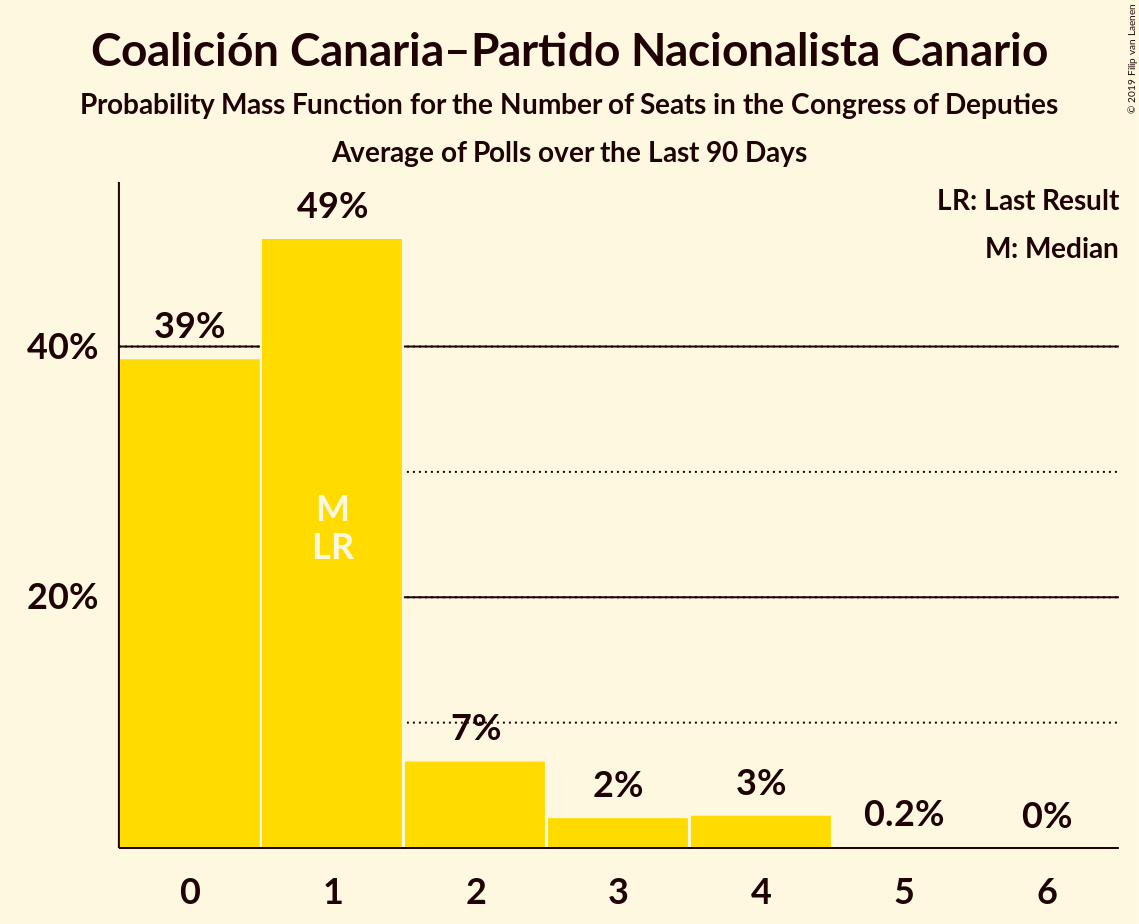 Coalición Canaria–Partido Nacionalista Canario
Probability Mass Function for the Number of Seats in the Congress of Deputies
Average of Polls over the Last 90 Days
© 2019 Filip van Laenen
LR: Last Result
M: Median
49%
39%
40%
M
LR
20%
7%
2%
3%
0.2%
0%
0 1 2 3 4 5 6